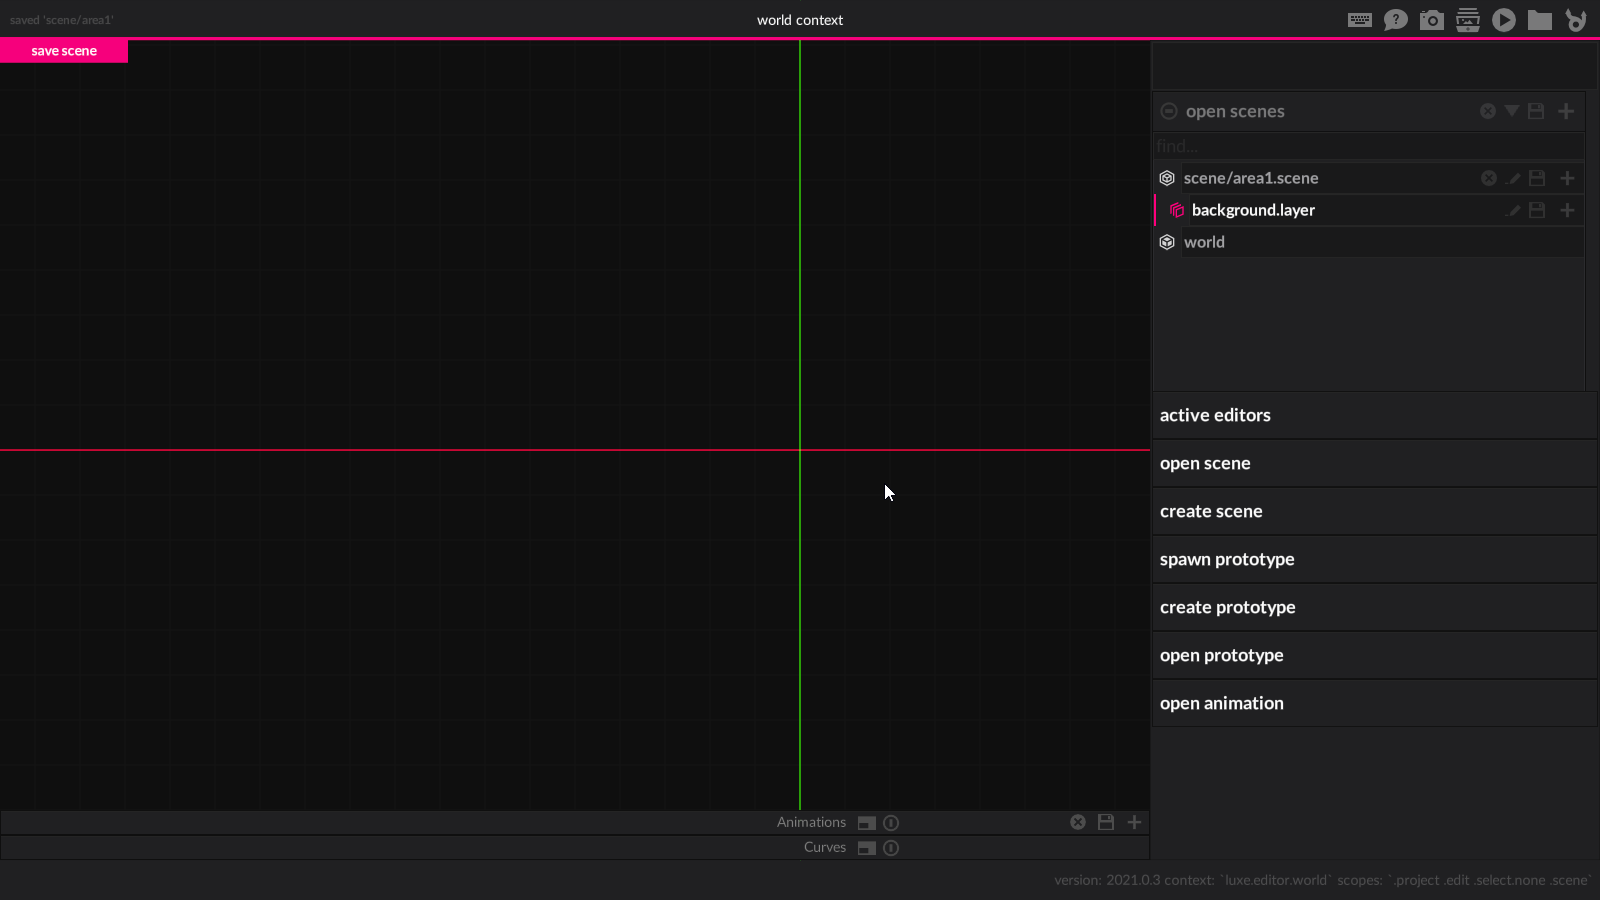 saved 'scene/area1'
world context
save scene
open scenes
find...
scene/area1.scene
background.layer
world
active editors
open scene
create scene
spawn prototype
create prototype
open prototype
open animation
Animations
Curves
version: 2021.0.3 context: `luxe.editor.world` scopes: `.project .edit .select.none .scene`